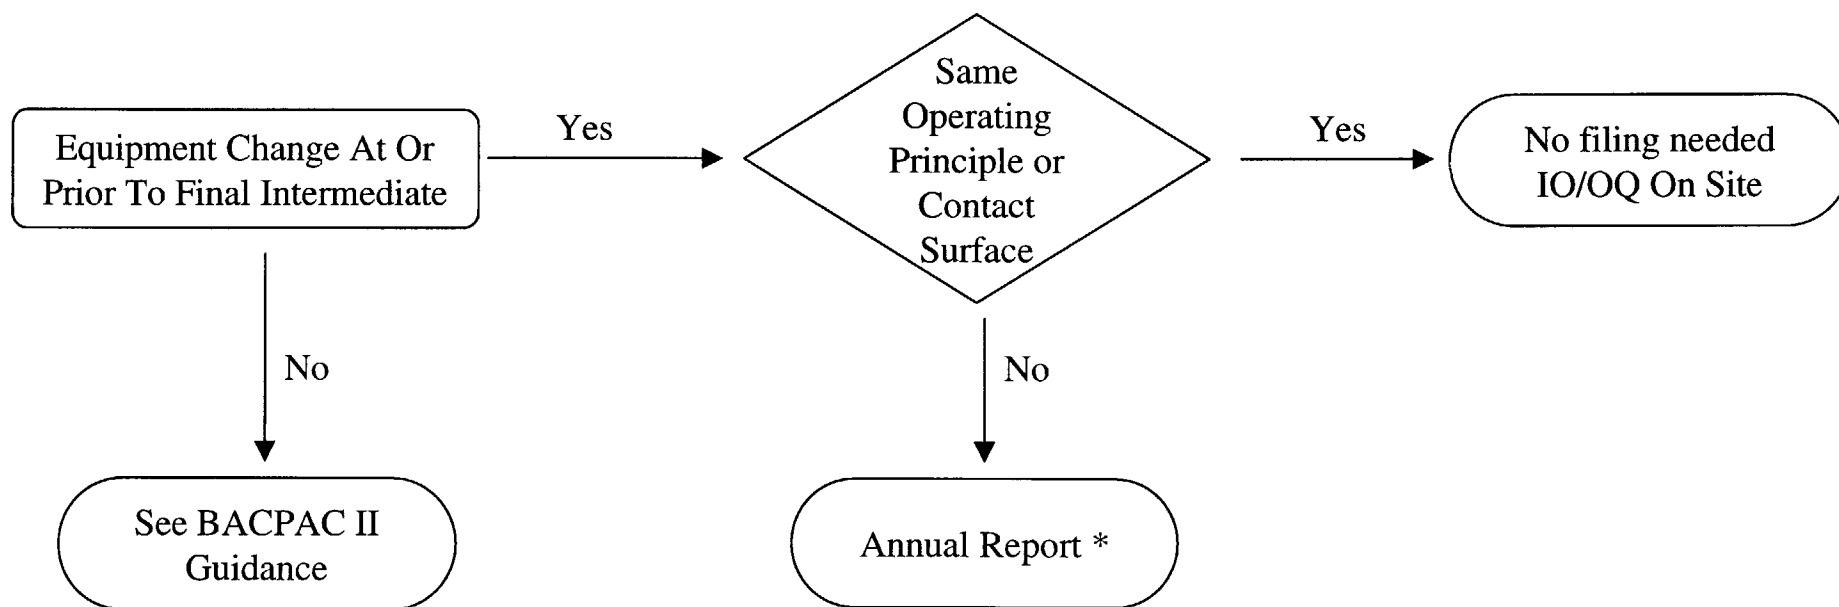 Equipment Change At Or
Prior To Final Intermediate
Yes
Same
Operating
Principle or
Contact
Surface
Yes
No filing needed
IO/OQ On Site
No
No
See BACPAC II
Guidance
Annual Report *